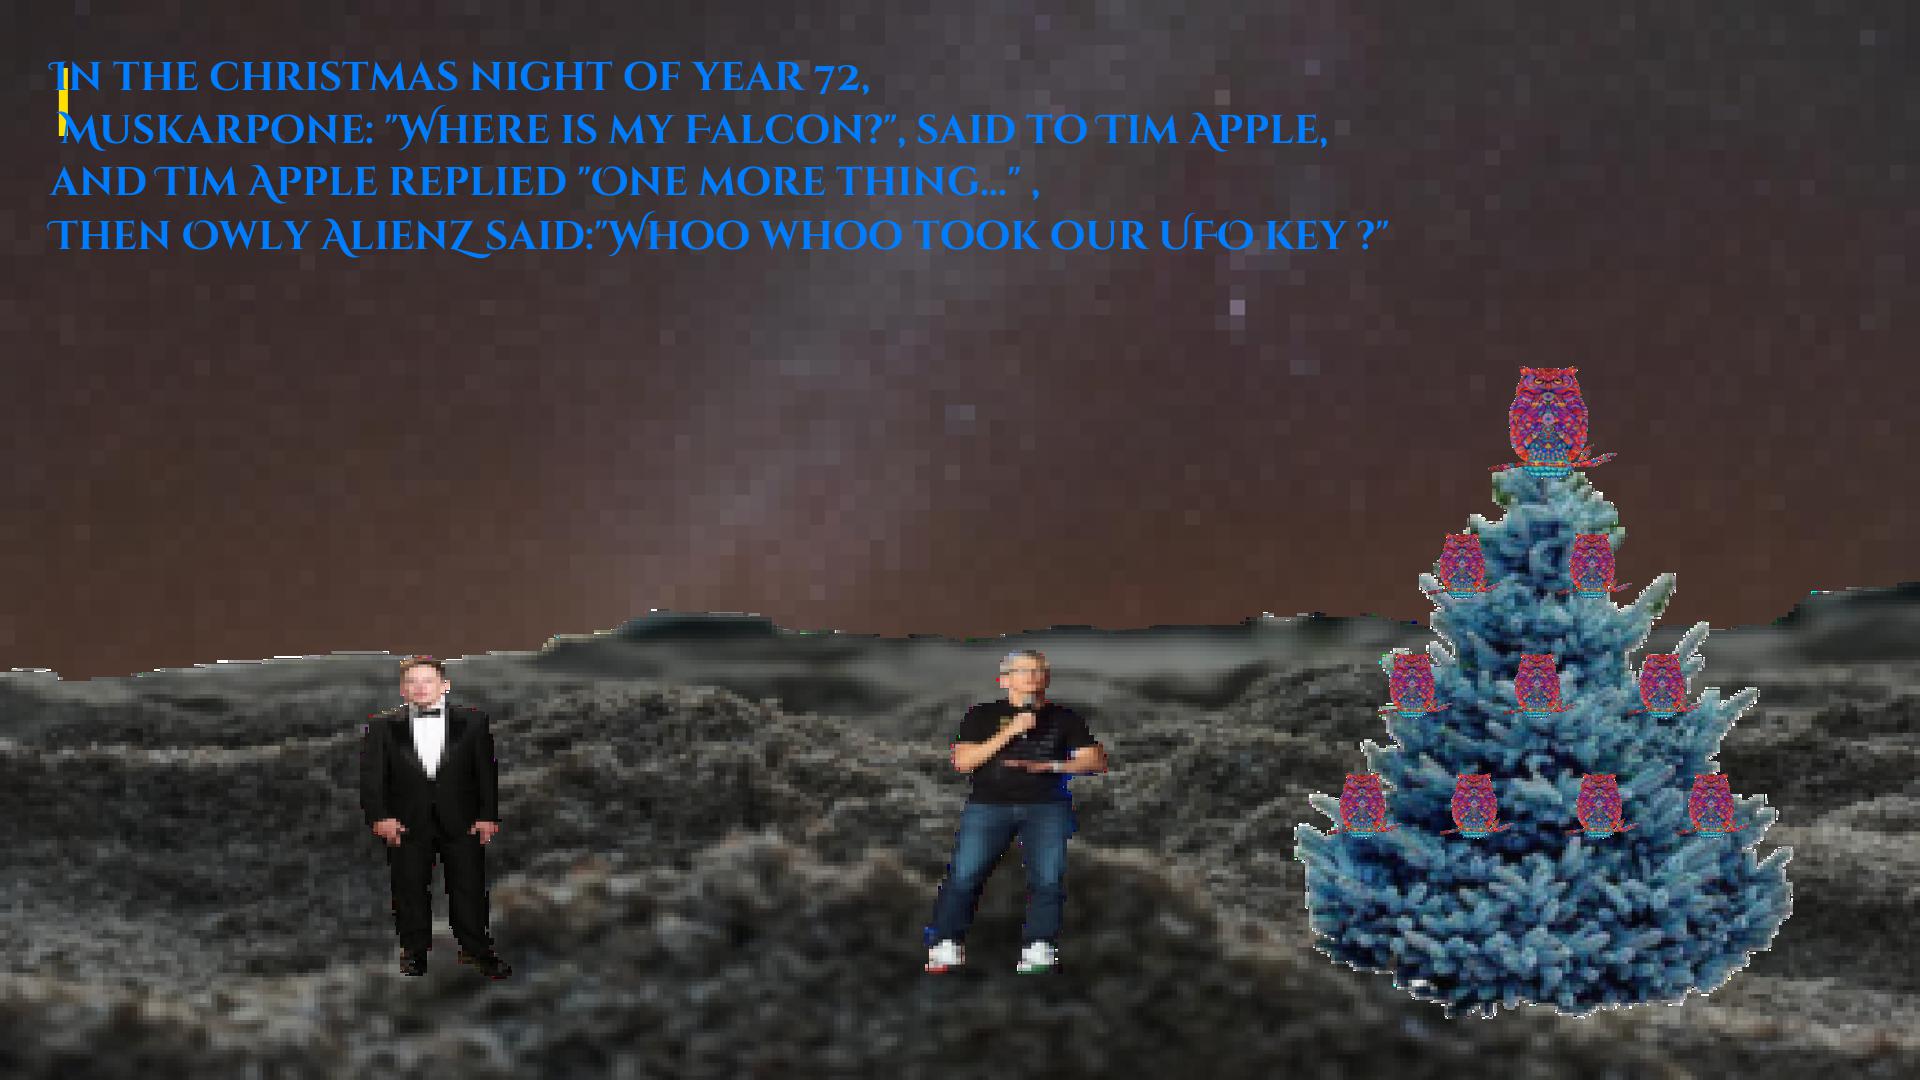 In the Christmas night of year 72,
Muskarpone: "Where is my Falcon?", said to Tim Apple,
and Tim Apple replied "One more thing..." ,
Then Owly Alienz said:"Whoo whoo took our UFO key ?"